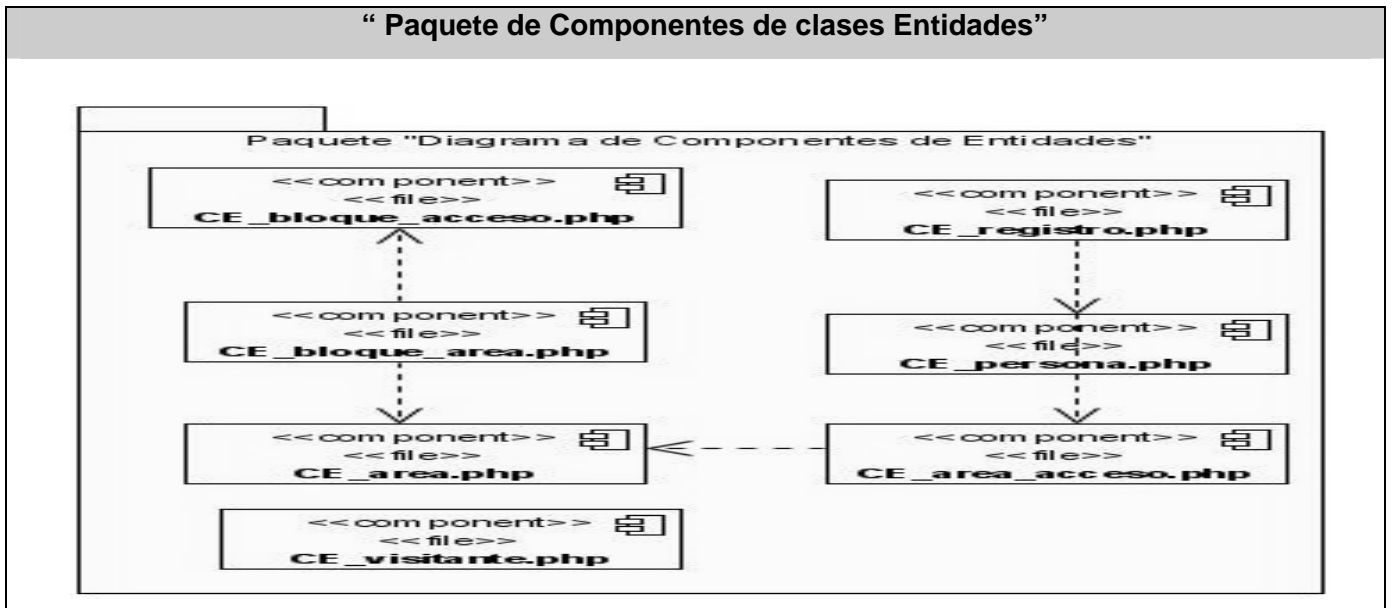 “ Paquete de Componentes de clases Entidades”
Paquete "Diagrama de Componentes de Entidades"
<<component>>
<<file>>
CE_bloque_acceso.php
<<component>>
<<file>>
CE_registro.php
<<component>>
<<file>>
CE_bloque_area.php
<<component>>
<<file>>
CE_persona.php
<<component>>
<<file>>
CE_area.php
<<component>>
<<file>>
CE_area_acceso.php
<<component>>
<<file>>
CE_visitante.php